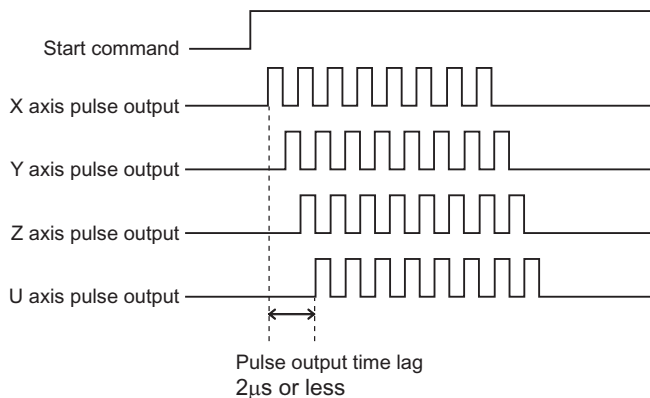 Start command
X axis pulse output
Y axis pulse output
Z axis pulse output
U axis pulse output
Pulse output time lag
2μs or less